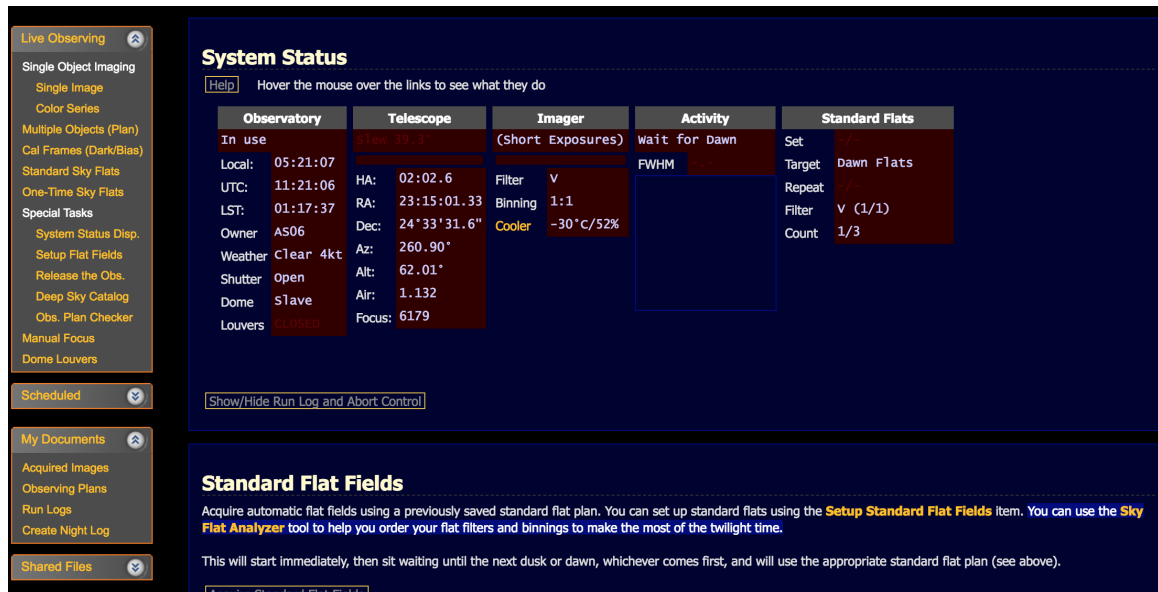 Live Observing
Single Object Imaging
Single Image
Color Series
Multiple Objects (Plan)
Cal Frames (Dark/Bias)
Standard Sky Flats
One-Time Sky Flats
Special Tasks
System Status Disp.
Setup Flat Fields
Release the Obs.
Deep Sky Catalog
Obs. Plan Checker
Manual Focus
Dome Louvers
Scheduled
My Documents
Acquired Images
Observing Plans
Run Logs
Create Night Log
Shared Files
System Status
Help Hover the mouse over the links to see what they do
Observatory
In use
Local: 05:21:07
UTC: 11:21:06
LST: 01:17:37
Owner AS06
Weather Clear 4kt
Shutter Open
Dome Slave
Louvers CLOSED
Telescope
Slew 39.3°
HA: 02:02.6
RA: 23:15:01.33
Dec: 24°33'31.6"
Az: 260.90°
Alt: 62.01°
Air: 1.132
Focus: 6179
Imager
(Short Exposures)
Filter V
Binning 1:1
Cooler -30°C/52%
Activity
Wait for Dawn
FWHM -.-
Standard Flats
Set -/-
Target Dawn Flats
Repeat -/-
Filter V (1/1)
Count 1/3
Show/Hide Run Log and Abort Control
Standard Flat Fields
Acquire automatic flat fields using a previously saved standard flat plan. You can set up standard flats using the Setup Standard Flat Fields item. You can use the Sky
Flat Analyzer tool to help you order your flat filters and binnings to make the most of the twilight time.
This will start immediately, then sit waiting until the next dusk or dawn, whichever comes first, and will use the appropriate standard flat plan (see above).
Acquire Standard Flat Fields